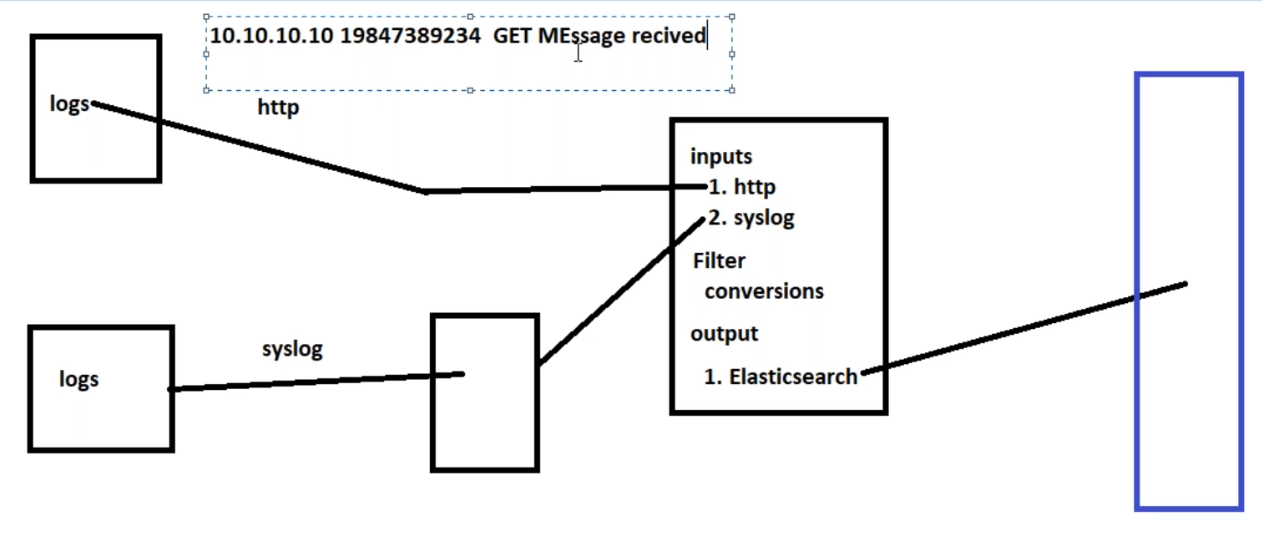 10.10.10.10 19847389234  GET MEssage recived
logs
http
inputs
1. http
2. syslog
Filter
conversions
output
1. Elasticsearch
syslog
logs